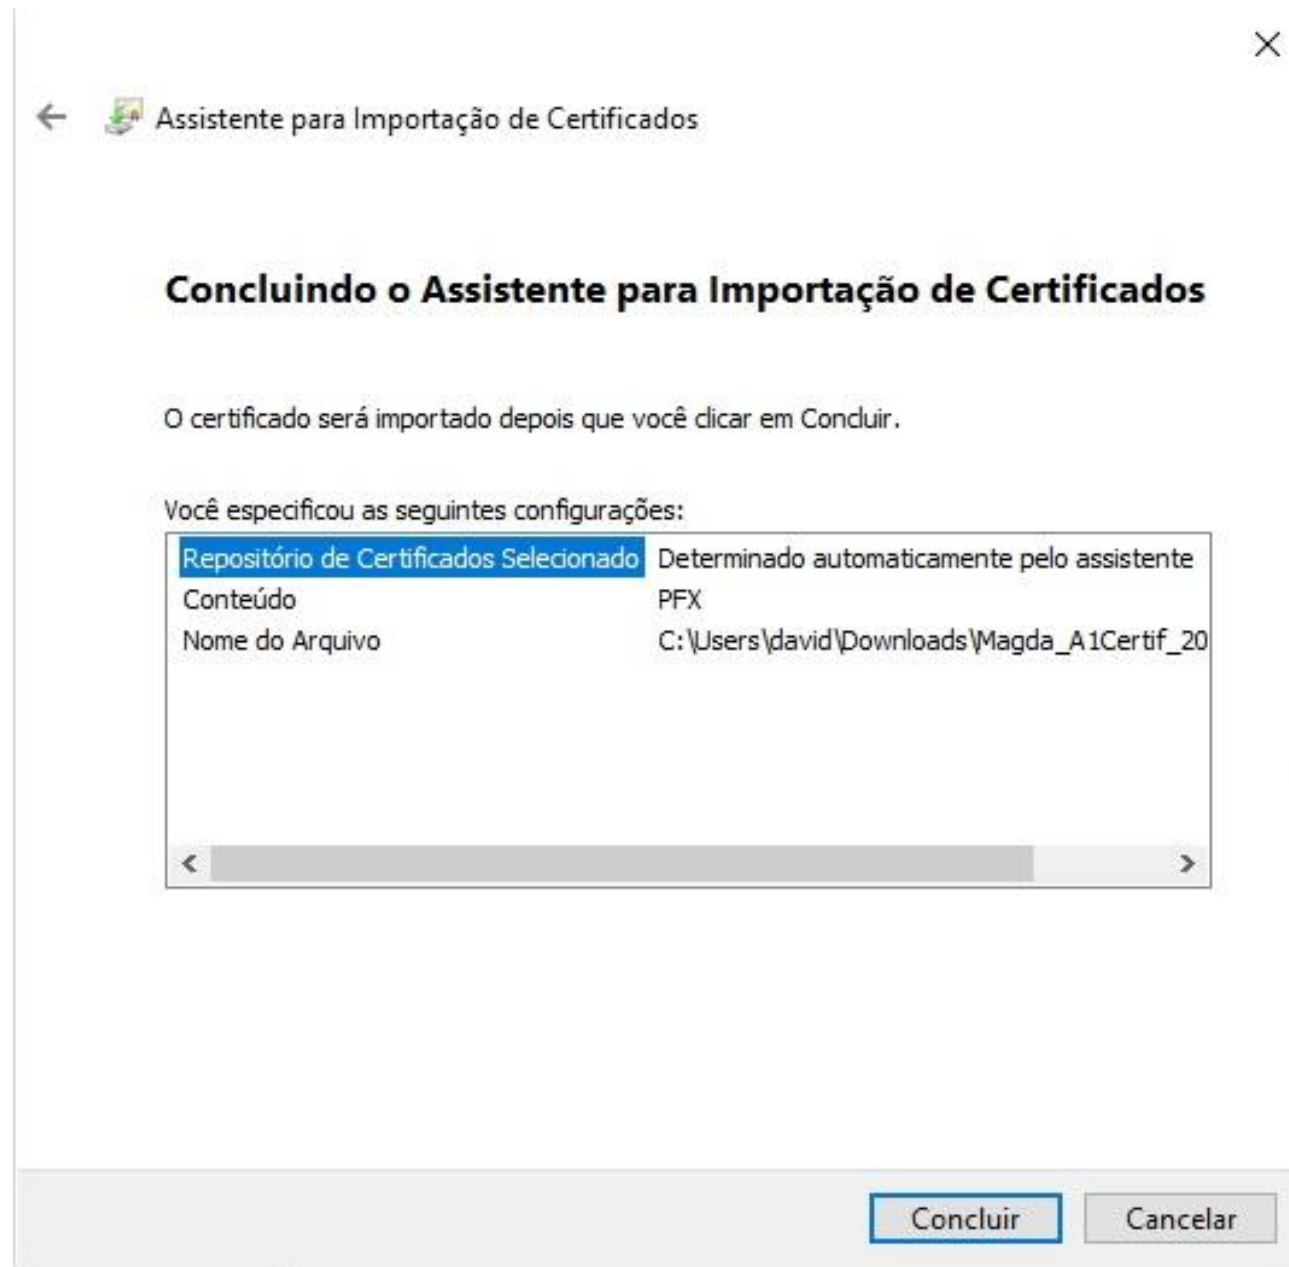 Assistente para Importação de Certificados
Concluindo o Assistente para Importação de Certificados
O certificado será importado depois que você clicar em Concluir.
Você especificou as seguintes configurações:
Repositório de Certificados Selecionado Determinado automaticamente pelo assistente
Conteúdo PFX
Nome do Arquivo C:\Users\david\Downloads\Magda_A1Certif_20
Concluir Cancelar